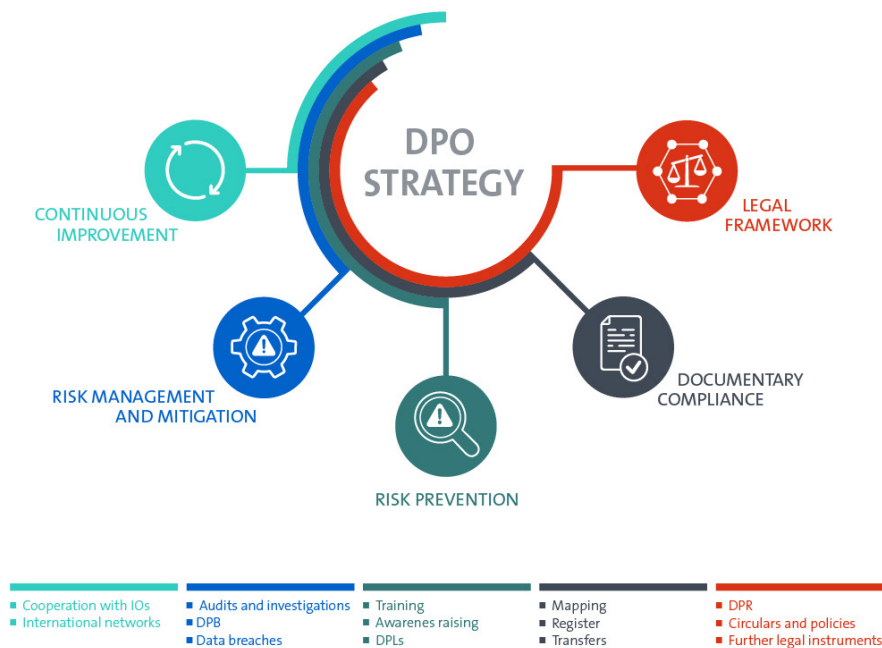 DPO
STRATEGY
CONTINUOUS
IMPROVEMENT
LEGAL
FRAMEWORK
RISK MANAGEMENT
AND MITIGATION
DOCUMENTARY
COMPLIANCE
RISK PREVENTION
Cooperation with IOs
International networks
Audits and investigations
DPB
Data breaches
Training
Awarenes raising
DPLs
Mapping
Register
Transfers
DPR
Circulars and policies
Further legal instruments